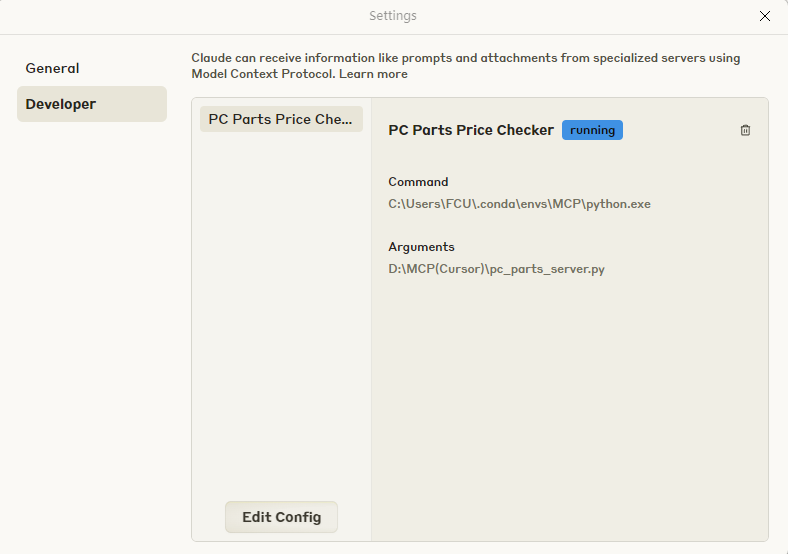 Settings
General
Developer
Claude can receive information like prompts and attachments from specialized servers using
Model Context Protocol. Learn more
PC Parts Price Che...
PC Parts Price Checker
running
Command
C:\Users\FCU\.conda\envs\MCP\python.exe
Arguments
D:\MCP(Cursor)\pc_parts_server.py
Edit Config